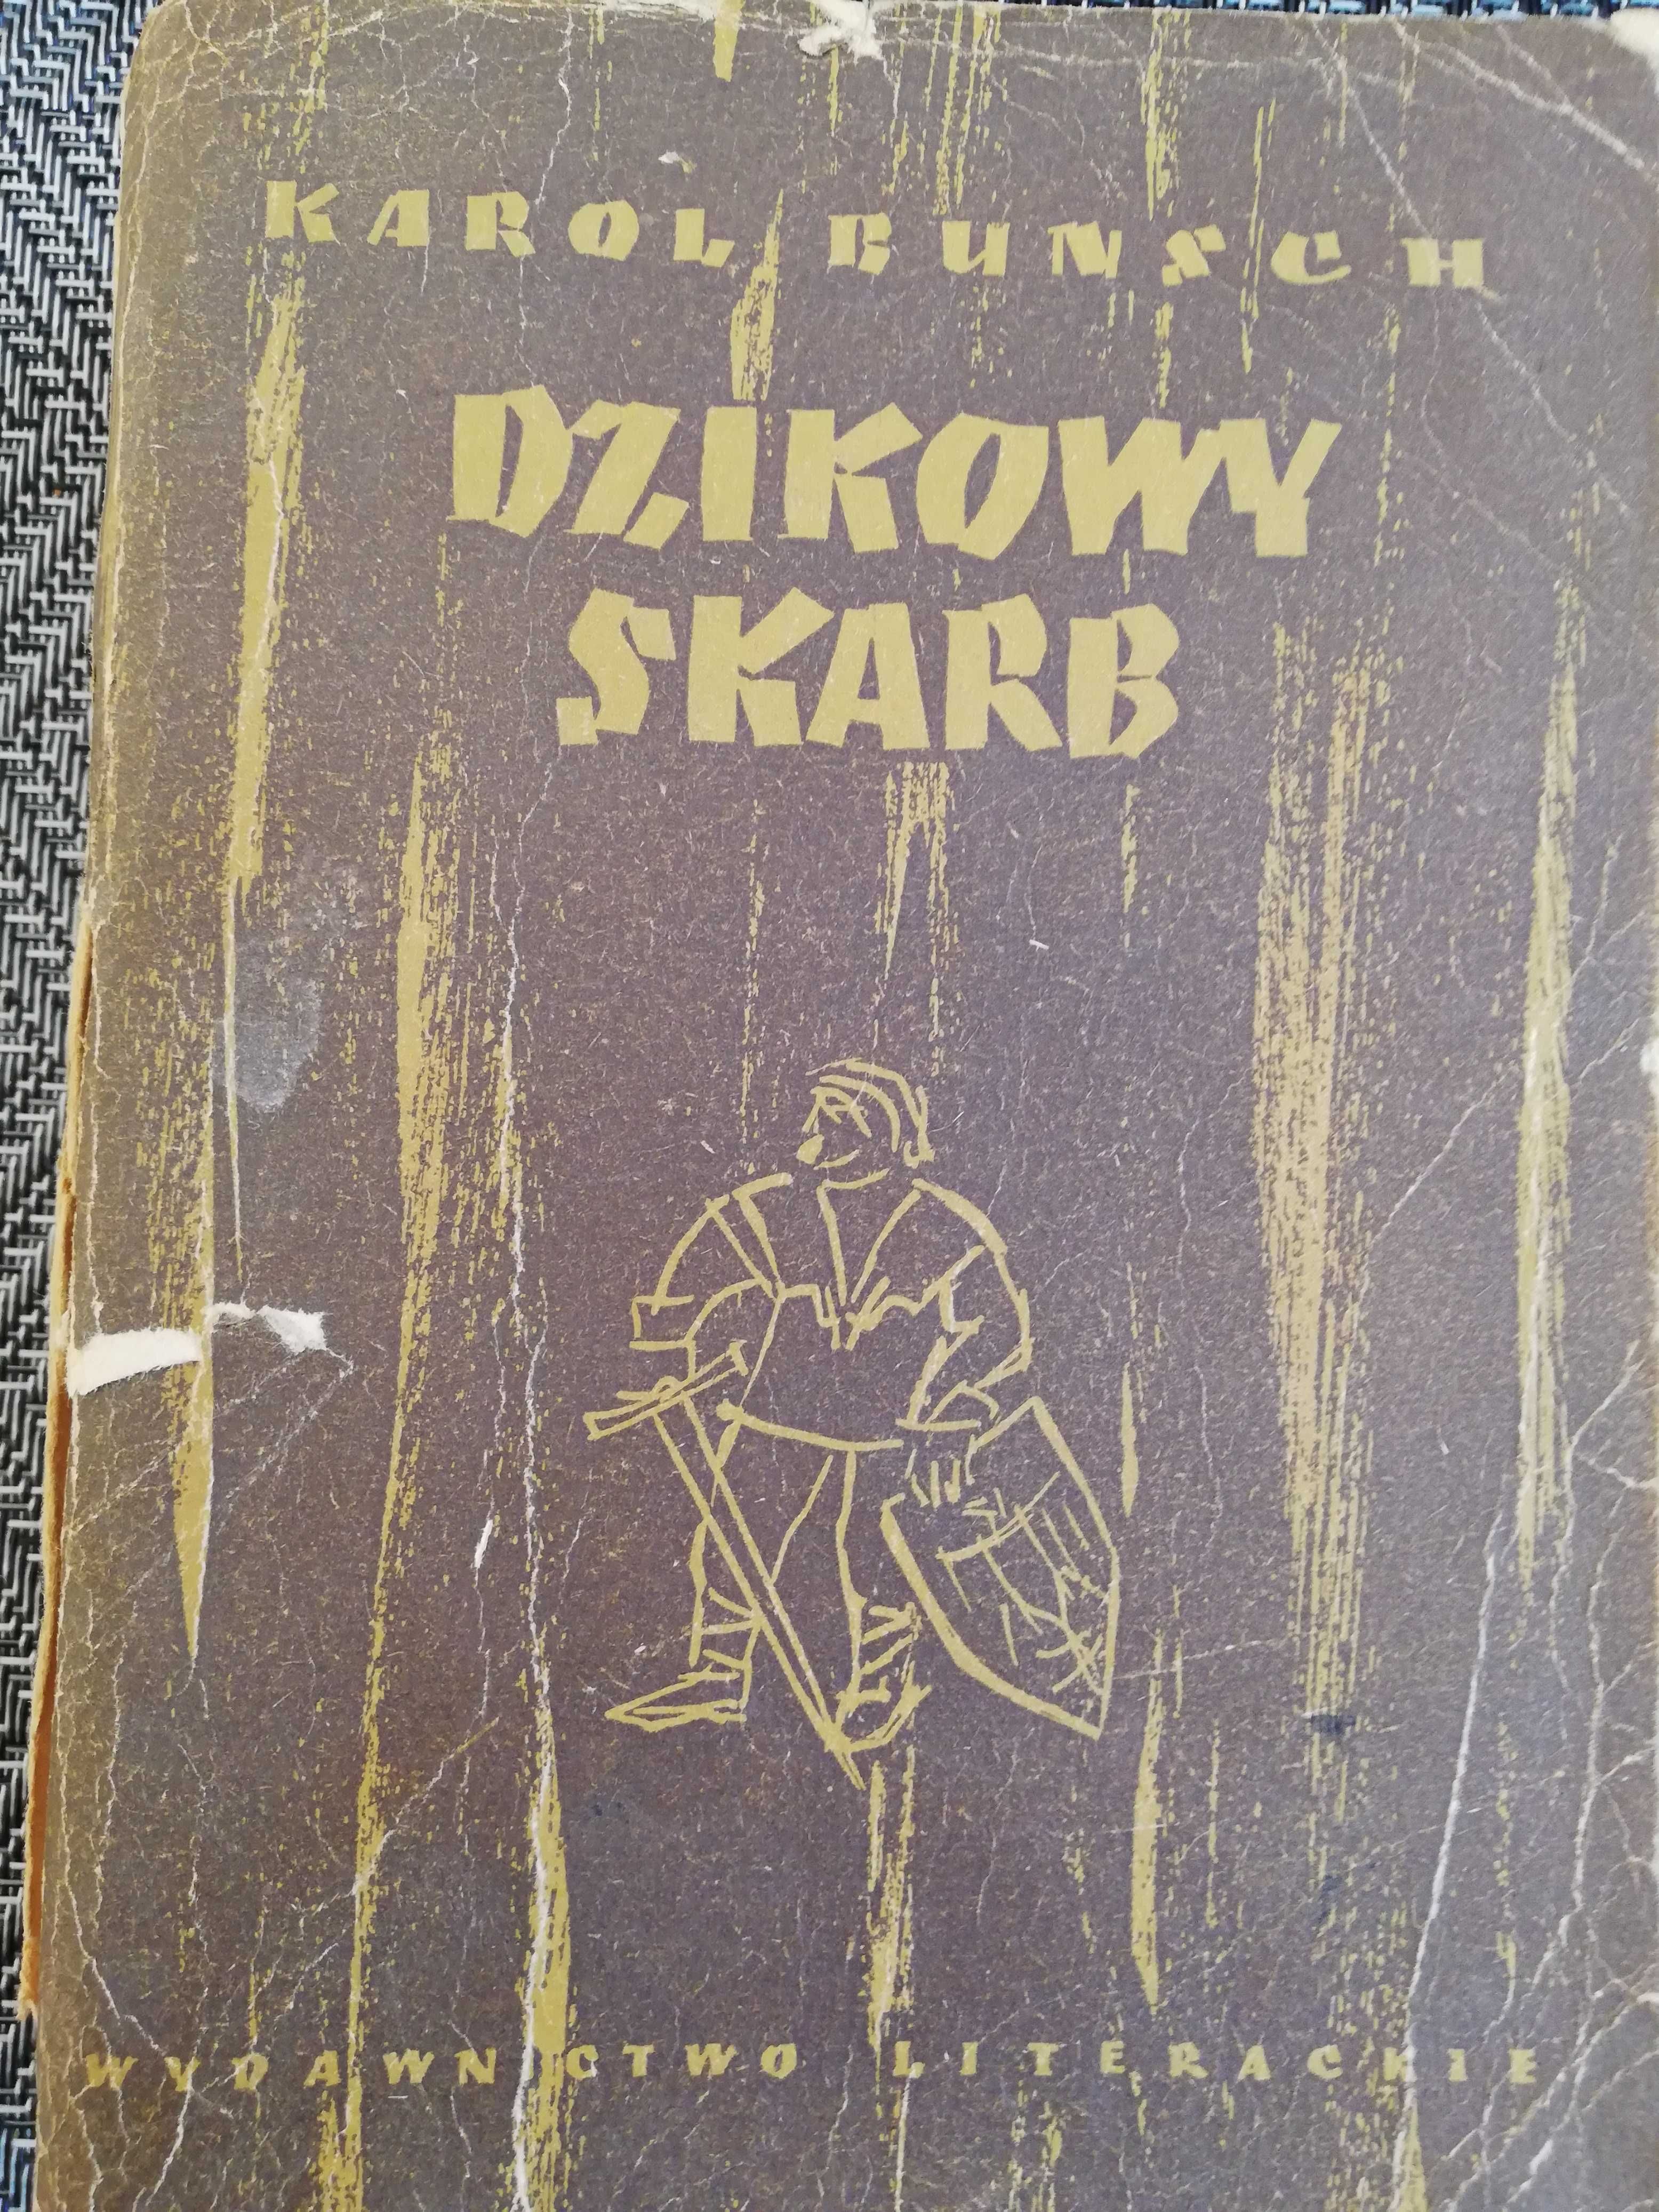 KAROL BUNSCH
DZIKOWY
SKARB
WYDAWNICTWO LITERACKIE